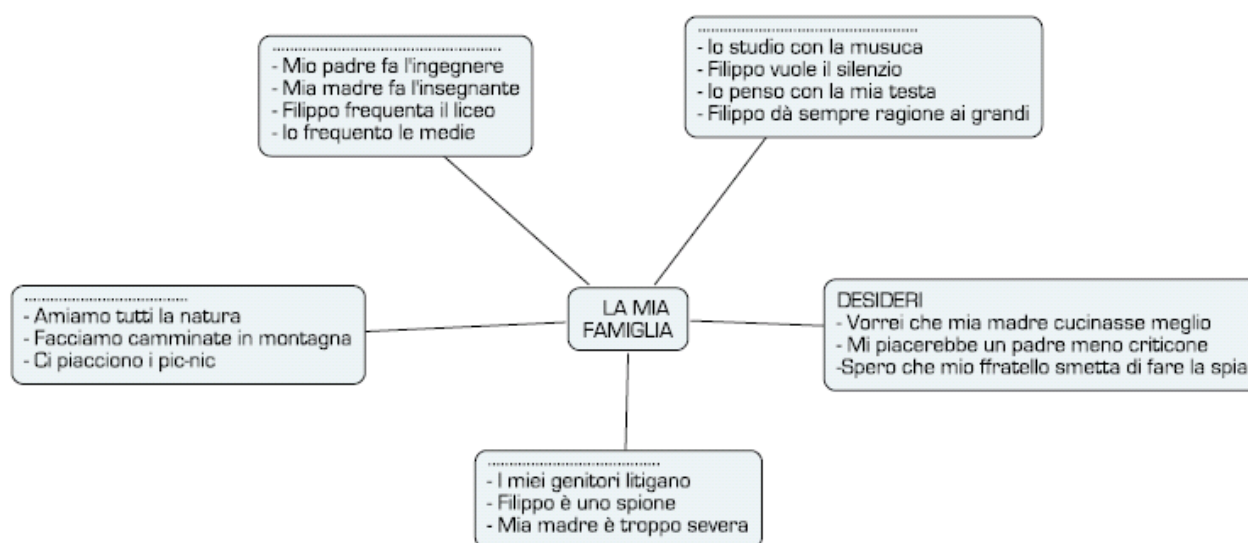 ................................................
- Mio padre fa l'ingegnere
- Mia madre fa l'insegnante
- Filippo frequenta il liceo
- Io frequento le medie
..............................................
- Io studio con la musuca
- Filippo vuole il silenzio
- Io penso con la mia testa
- Filippo dà sempre ragione ai grandi
..................................
- Amiamo tutti la natura
- Facciamo camminate in montagna
- Ci piacciono i pic-nic
LA MIA
FAMIGLIA
DESIDERI
- Vorrei che mia madre cucinasse meglio
- Mi piacerebbe un padre meno criticone
-Spero che mio ffratello smetta di fare la spia
....................................
- I miei genitori litigano
- Filippo è uno spione
- Mia madre è troppo severa